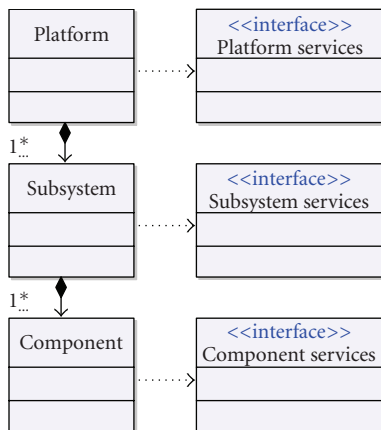 Platform
<<interface>>
Platform services
1...*
Subsystem
<<interface>>
Subsystem services
1...*
Component
<<interface>>
Component services